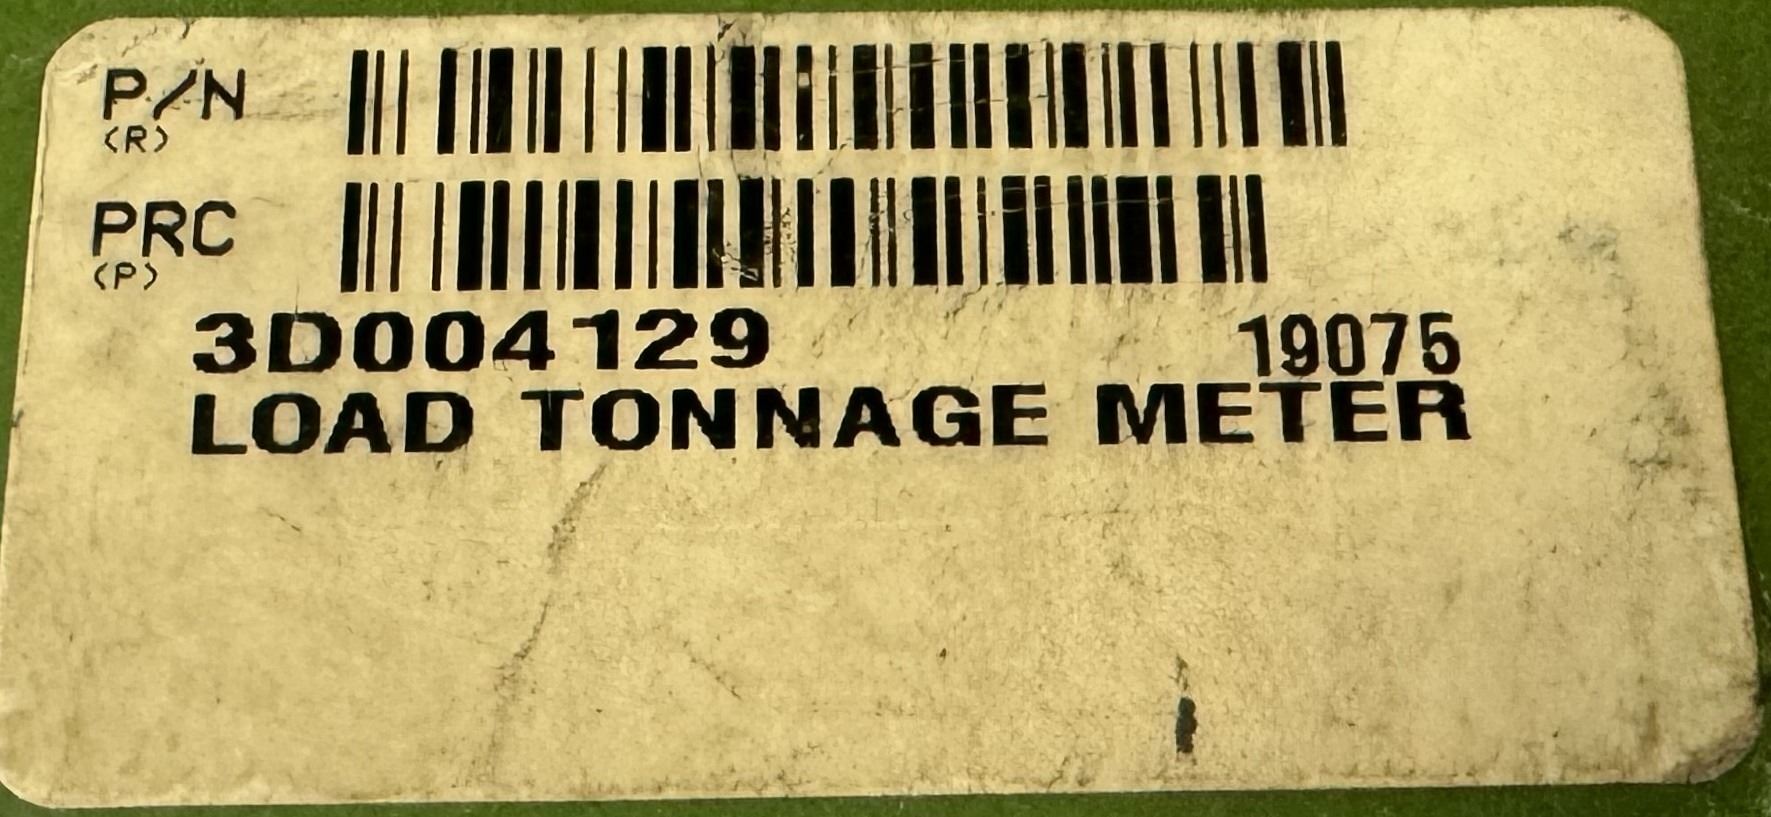 P/N
(R)
PRC
(P)
3D004129 19075
LOAD TONNAGE METER